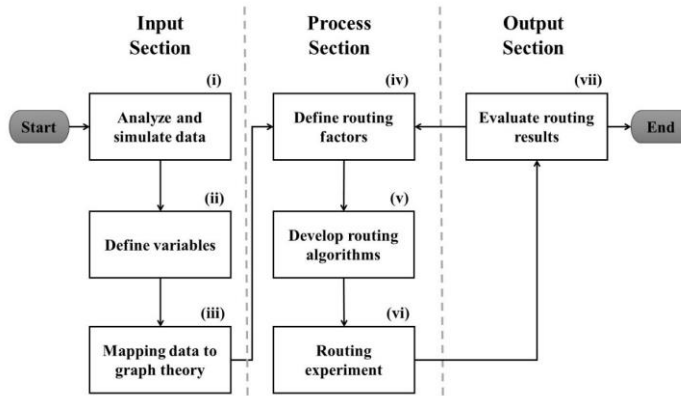 Input
Section
Process
Section
Output
Section
(i)
(iv)
(vii)
Start
Analyze and
simulate data
Define routing
factors
Evaluate routing
results
End
(ii)
(v)
Define variables
Develop routing
algorithms
(iii)
(vi)
Mapping data to
graph theory
Routing
experiment